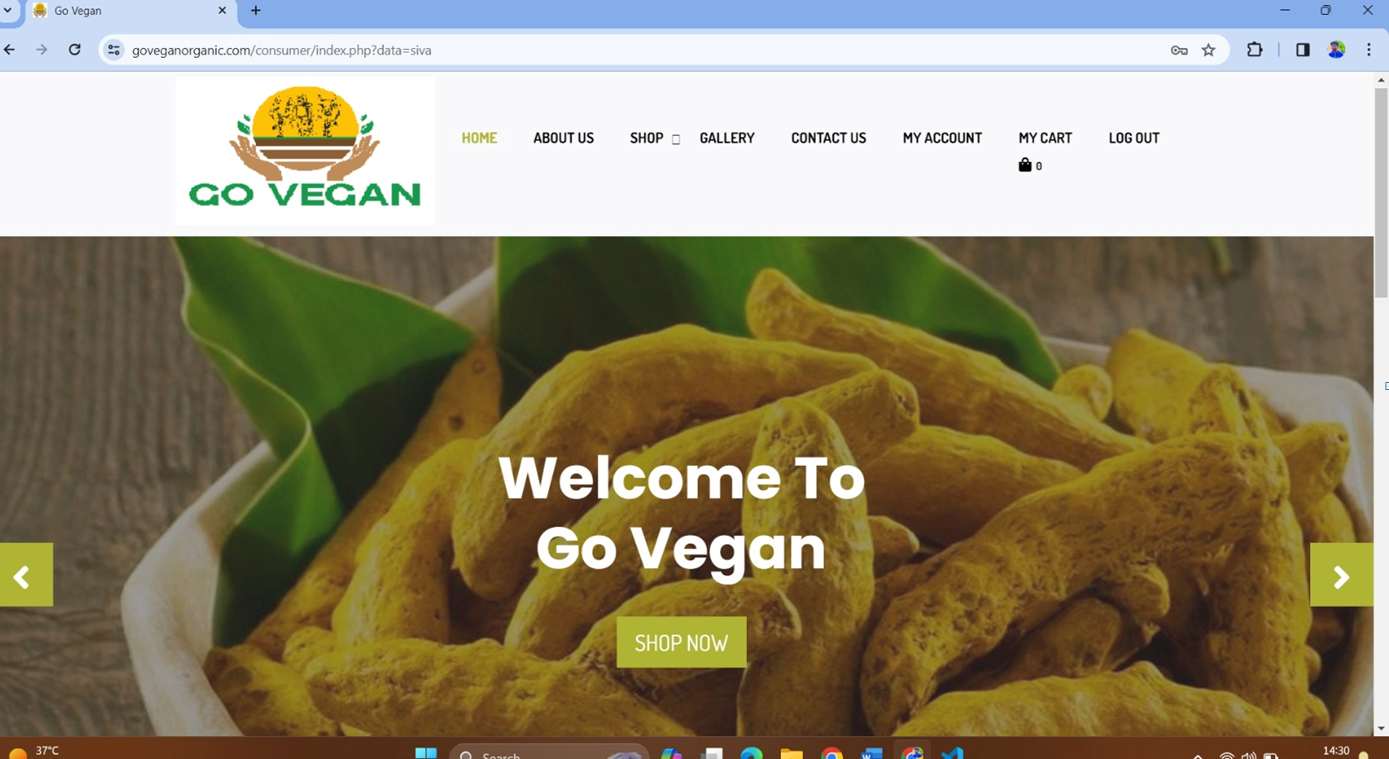 Go Vegan
goveganorganic.com/consumer/index.php?data=siva
GO VEGAN
HOME ABOUT US SHOP GALLERY CONTACT US MY ACCOUNT MY CART LOG OUT
0
Welcome To
Go Vegan
SHOP NOW
37°C
Search
14:30